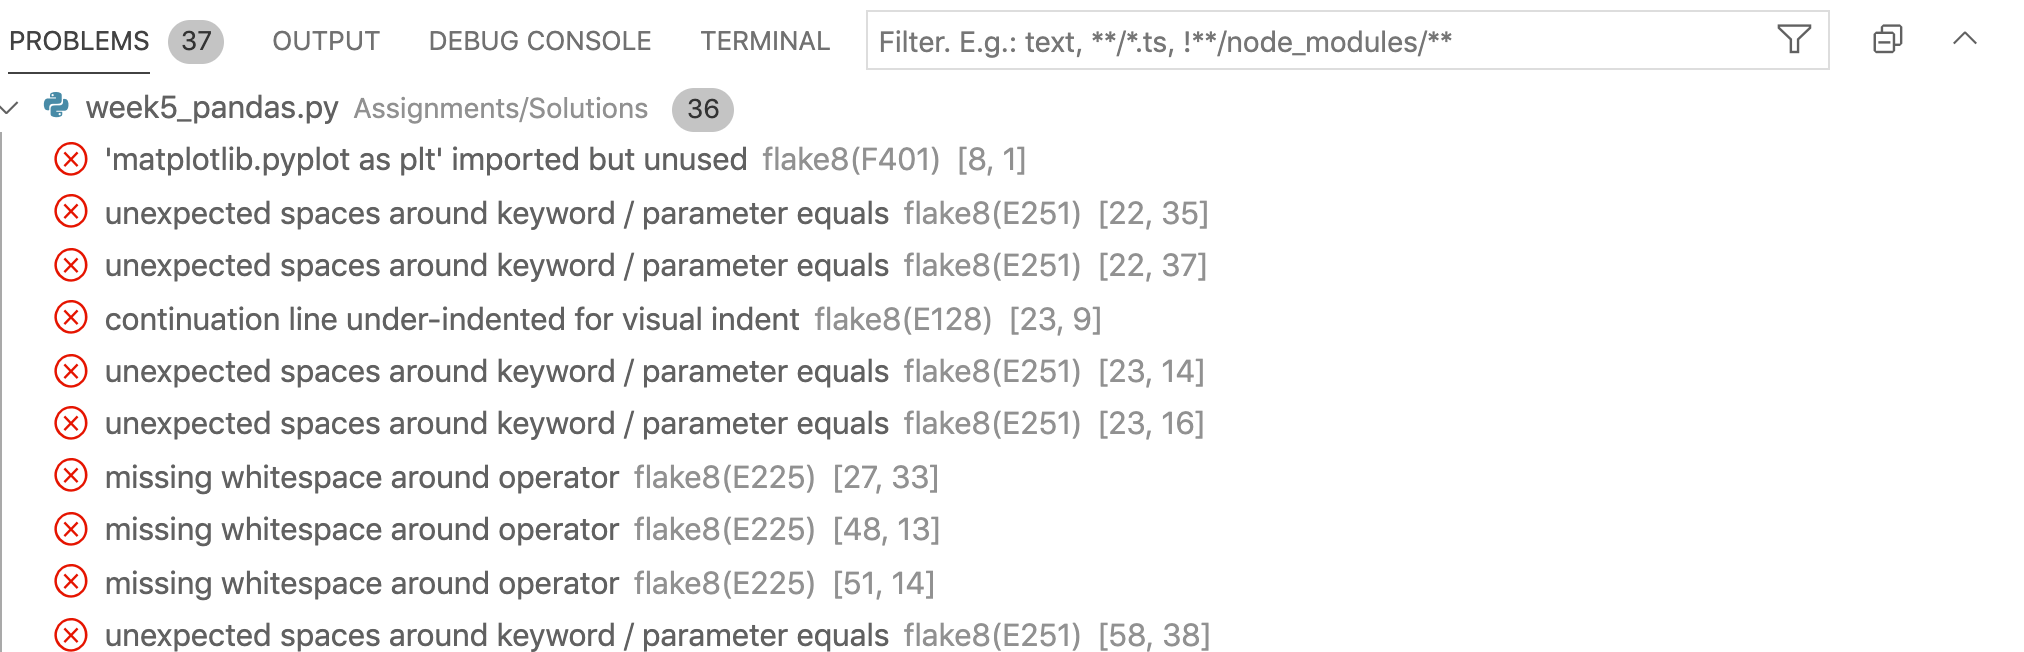 PROBLEMS 37 OUTPUT DEBUG CONSOLE TERMINAL Filter. E.g.: text, **/*.ts, !**/node_modules/**
week5_pandas.py Assignments/Solutions 36
'matplotlib.pyplot as plt' imported but unused flake8(F401) [8, 1]
unexpected spaces around keyword / parameter equals flake8(E251) [22, 35]
unexpected spaces around keyword / parameter equals flake8(E251) [22, 37]
continuation line under-indented for visual indent flake8(E128) [23, 9]
unexpected spaces around keyword / parameter equals flake8(E251) [23, 14]
unexpected spaces around keyword / parameter equals flake8(E251) [23, 16]
missing whitespace around operator flake8(E225) [27, 33]
missing whitespace around operator flake8(E225) [48, 13]
missing whitespace around operator flake8(E225) [51, 14]
unexpected spaces around keyword / parameter equals flake8(E251) [58, 38]